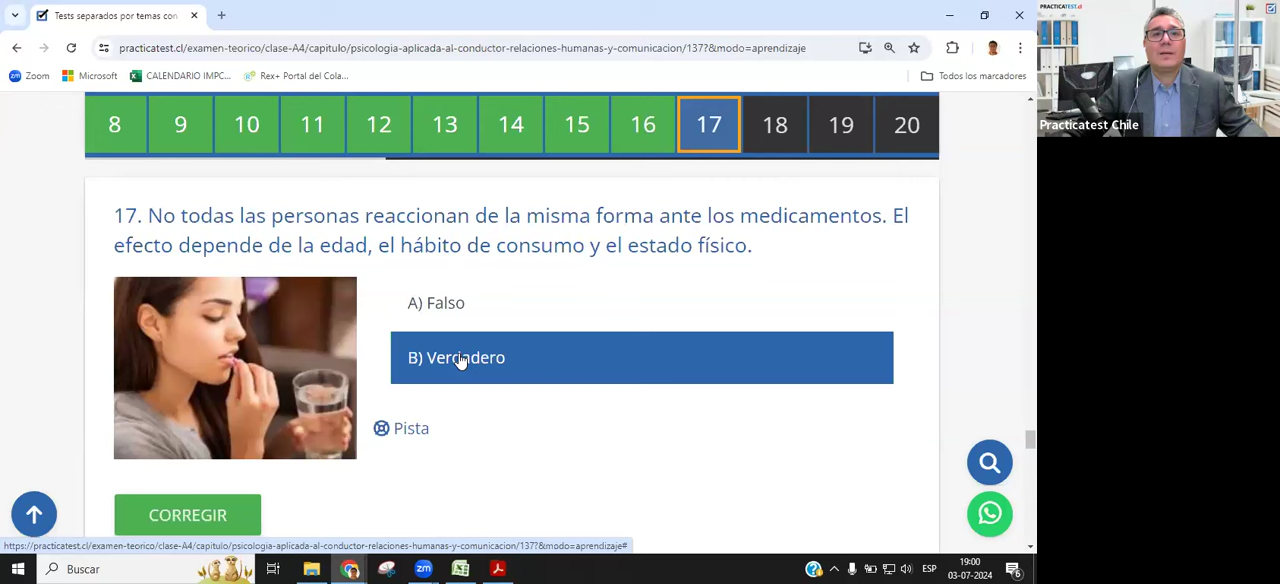 Tests separados por temas con
practicatest.cl/examen-teorico/clase-A4/capitulo/psicologia-aplicada-al-conductor-relaciones-humanas-y-comunicacion/137?&modo=aprendizaje
Zoom
Microsoft
CALENDARIO IMPC...
Rex+ Portal del Cola...
Todos los marcadores
PRACTICATEST.cl
Practicatest Chile
8 9 10 11 12 13 14 15 16 17 18 19 20
17. No todas las personas reaccionan de la misma forma ante los medicamentos. El
efecto depende de la edad, el hábito de consumo y el estado físico.
A) Falso
B) Verdadero
Pista
CORREGIR
https://practicatest.cl/examen-teorico/clase-A4/capitulo/psicologia-aplicada-al-conductor-relaciones-humanas-y-comunicacion/137?&modo=aprendizaje#
Buscar
zm
ESP
19:00
03-07-2024
6